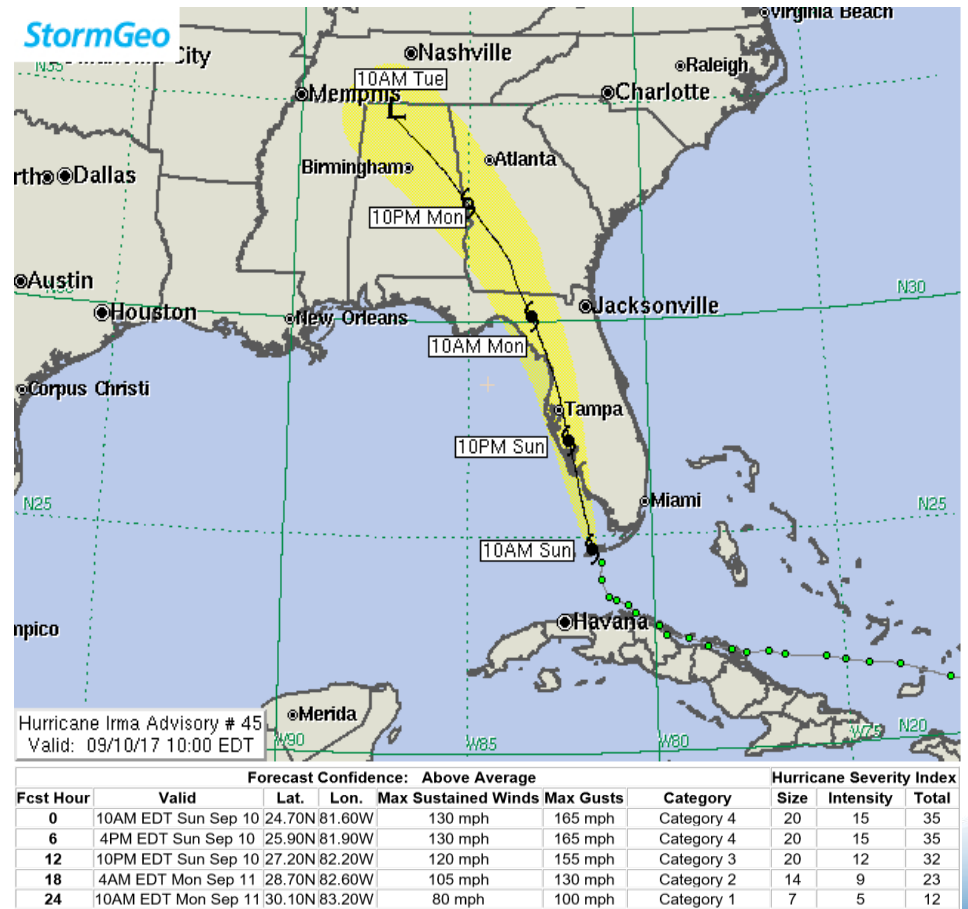 StormGeo
Virginia Beach
City
Nashville
N35
Raleigh
10AM Tue
Memphis
Charlotte
L
Atlanta
Birmingham
rth
Dallas
10PM Mon
Austin
N30
Jacksonville
Houston
New Orleans
10AM Mon
Corpus Christi
Tampa
10PM Sun
N25
Miami
N25
10AM Sun
Havana
mpico
Merida
Hurricane Irma Advisory # 45
Valid: 09/10/17 10:00 EDT
W90
W85
W80
W75
N20
Forecast Confidence: Above Average Hurricane Severity Index
Fcst Hour Valid Lat. Lon. Max Sustained Winds Max Gusts Category Size Intensity Total
0 10AM EDT Sun Sep 10 24.70N 81.60W 130 mph 165 mph Category 4 20 15 35
6 4PM EDT Sun Sep 10 25.90N 81.90W 130 mph 165 mph Category 4 20 15 35
12 10PM EDT Sun Sep 10 27.20N 82.20W 120 mph 155 mph Category 3 20 12 32
18 4AM EDT Mon Sep 11 28.70N 82.60W 105 mph 130 mph Category 2 14 9 23
24 10AM EDT Mon Sep 11 30.10N 83.20W 80 mph 100 mph Category 1 7 5 12